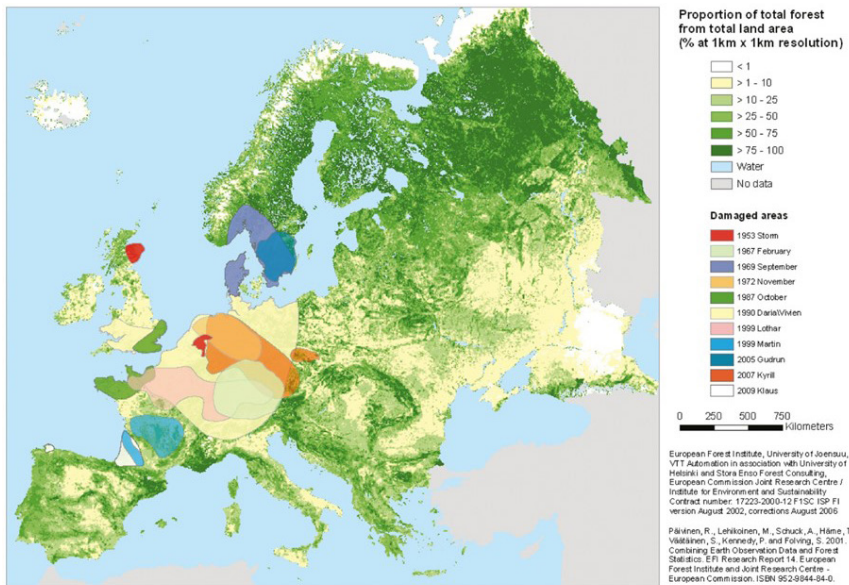 Proportion of total forest
from total land area
(% at 1km x 1km resolution)
< 1
> 1 - 10
> 10 - 25
> 25 - 50
> 50 - 75
> 75 - 100
Water
No data
Damaged areas
1953 Storm
1967 February
1969 September
1972 November
1987 October
1990 Daria\Vivien
1999 Lothar
1999 Martin
2005 Gudrun
2007 Kyrill
2009 Klaus
0 250 500 750
Kilometers
European Forest Institute, University of Joensuu,
VTT Automation in association with University of
Helsinki and Stora Enso Forest Consulting,
European Commission Joint Research Centre /
Institute for Environment and Sustainability
Contract number: 17223-2000-12 F1SC ISP FI
version August 2002, corrections August 2006
Päivinen, R., Lehikoinen, M., Schuck, A., Häme, T.
Väätäinen, S., Kennedy, P. and Folving, S. 2001.
Combining Earth Observation Data and Forest
Statistics. EFI Research Report 14. European
Forest Institute and Joint Research Centre -
European Commission. ISBN 952-9844-84-0.